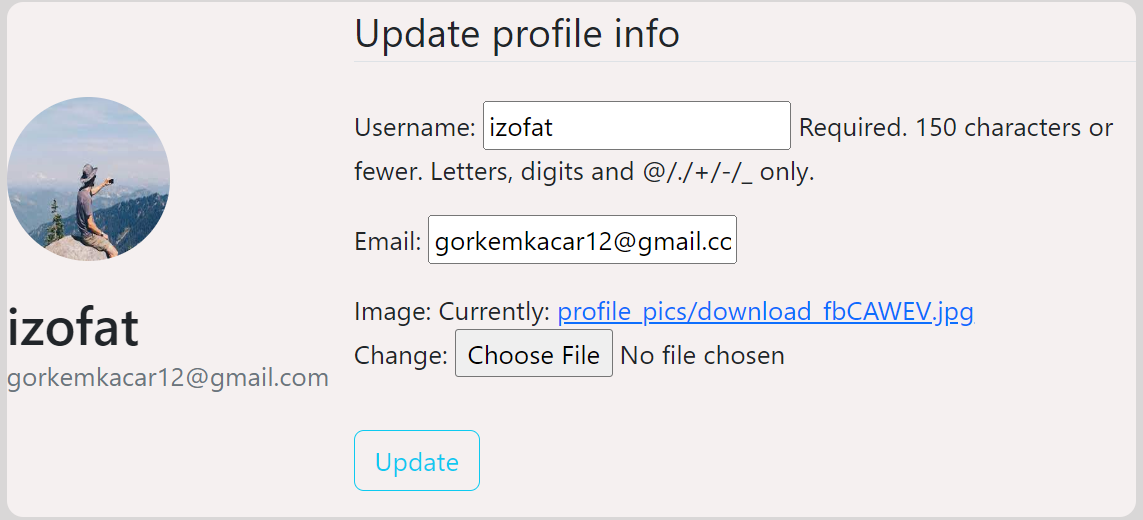 Update profile info
Username: izofat Required. 150 characters or
fewer. Letters, digits and @/./+/-/_ only.
Email: gorkemkacar12@gmail.co
Image: Currently: profile_pics/download_fbCAWEV.jpg
Change: Choose File No file chosen
Update
izofat
gorkemkacar12@gmail.com